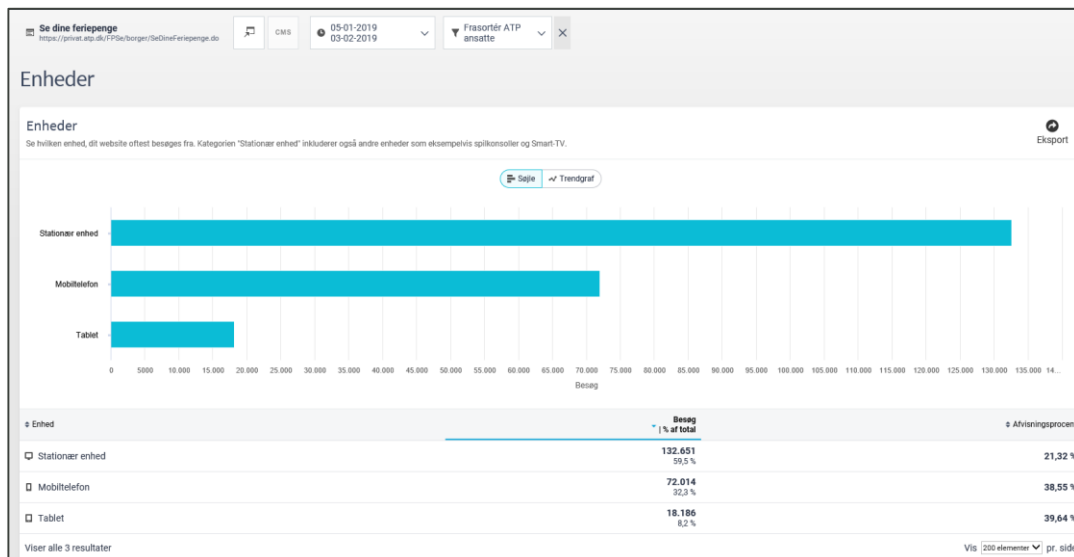 Se dine feriepenge
https://privat.atp.dk/FPSe/borger/SeDineFeriepenge.do
CMS
05-01-2019
03-02-2019
Frasortér ATP
ansatte
Enheder
Enheder
Se hvilken enhed, dit website oftest besøges fra. Kategorien "Stationær enhed" inkluderer også andre enheder som eksempelvis spilkonsoller og Smart-TV.
Eksport
Søjle Trendgraf
Stationær enhed
Mobiltelefon
Tablet
0 5000 10.000 15.000 20.000 25.000 30.000 35.000 40.000 45.000 50.000 55.000 60.000 65.000 70.000 75.000 80.000 85.000 90.000 95.000 100.000 105.000 110.000 115.000 120.000 125.000 130.000 135.000 14...
Besøg
Enhed Besøg Afvisningsprocen
| % af total
Stationær enhed 132.651 21,32 %
59,5 %
Mobiltelefon 72.014 38,55 %
32,3 %
Tablet 18.186 39,64 %
8,2 %
Viser alle 3 resultater Vis 200 elementer pr. side